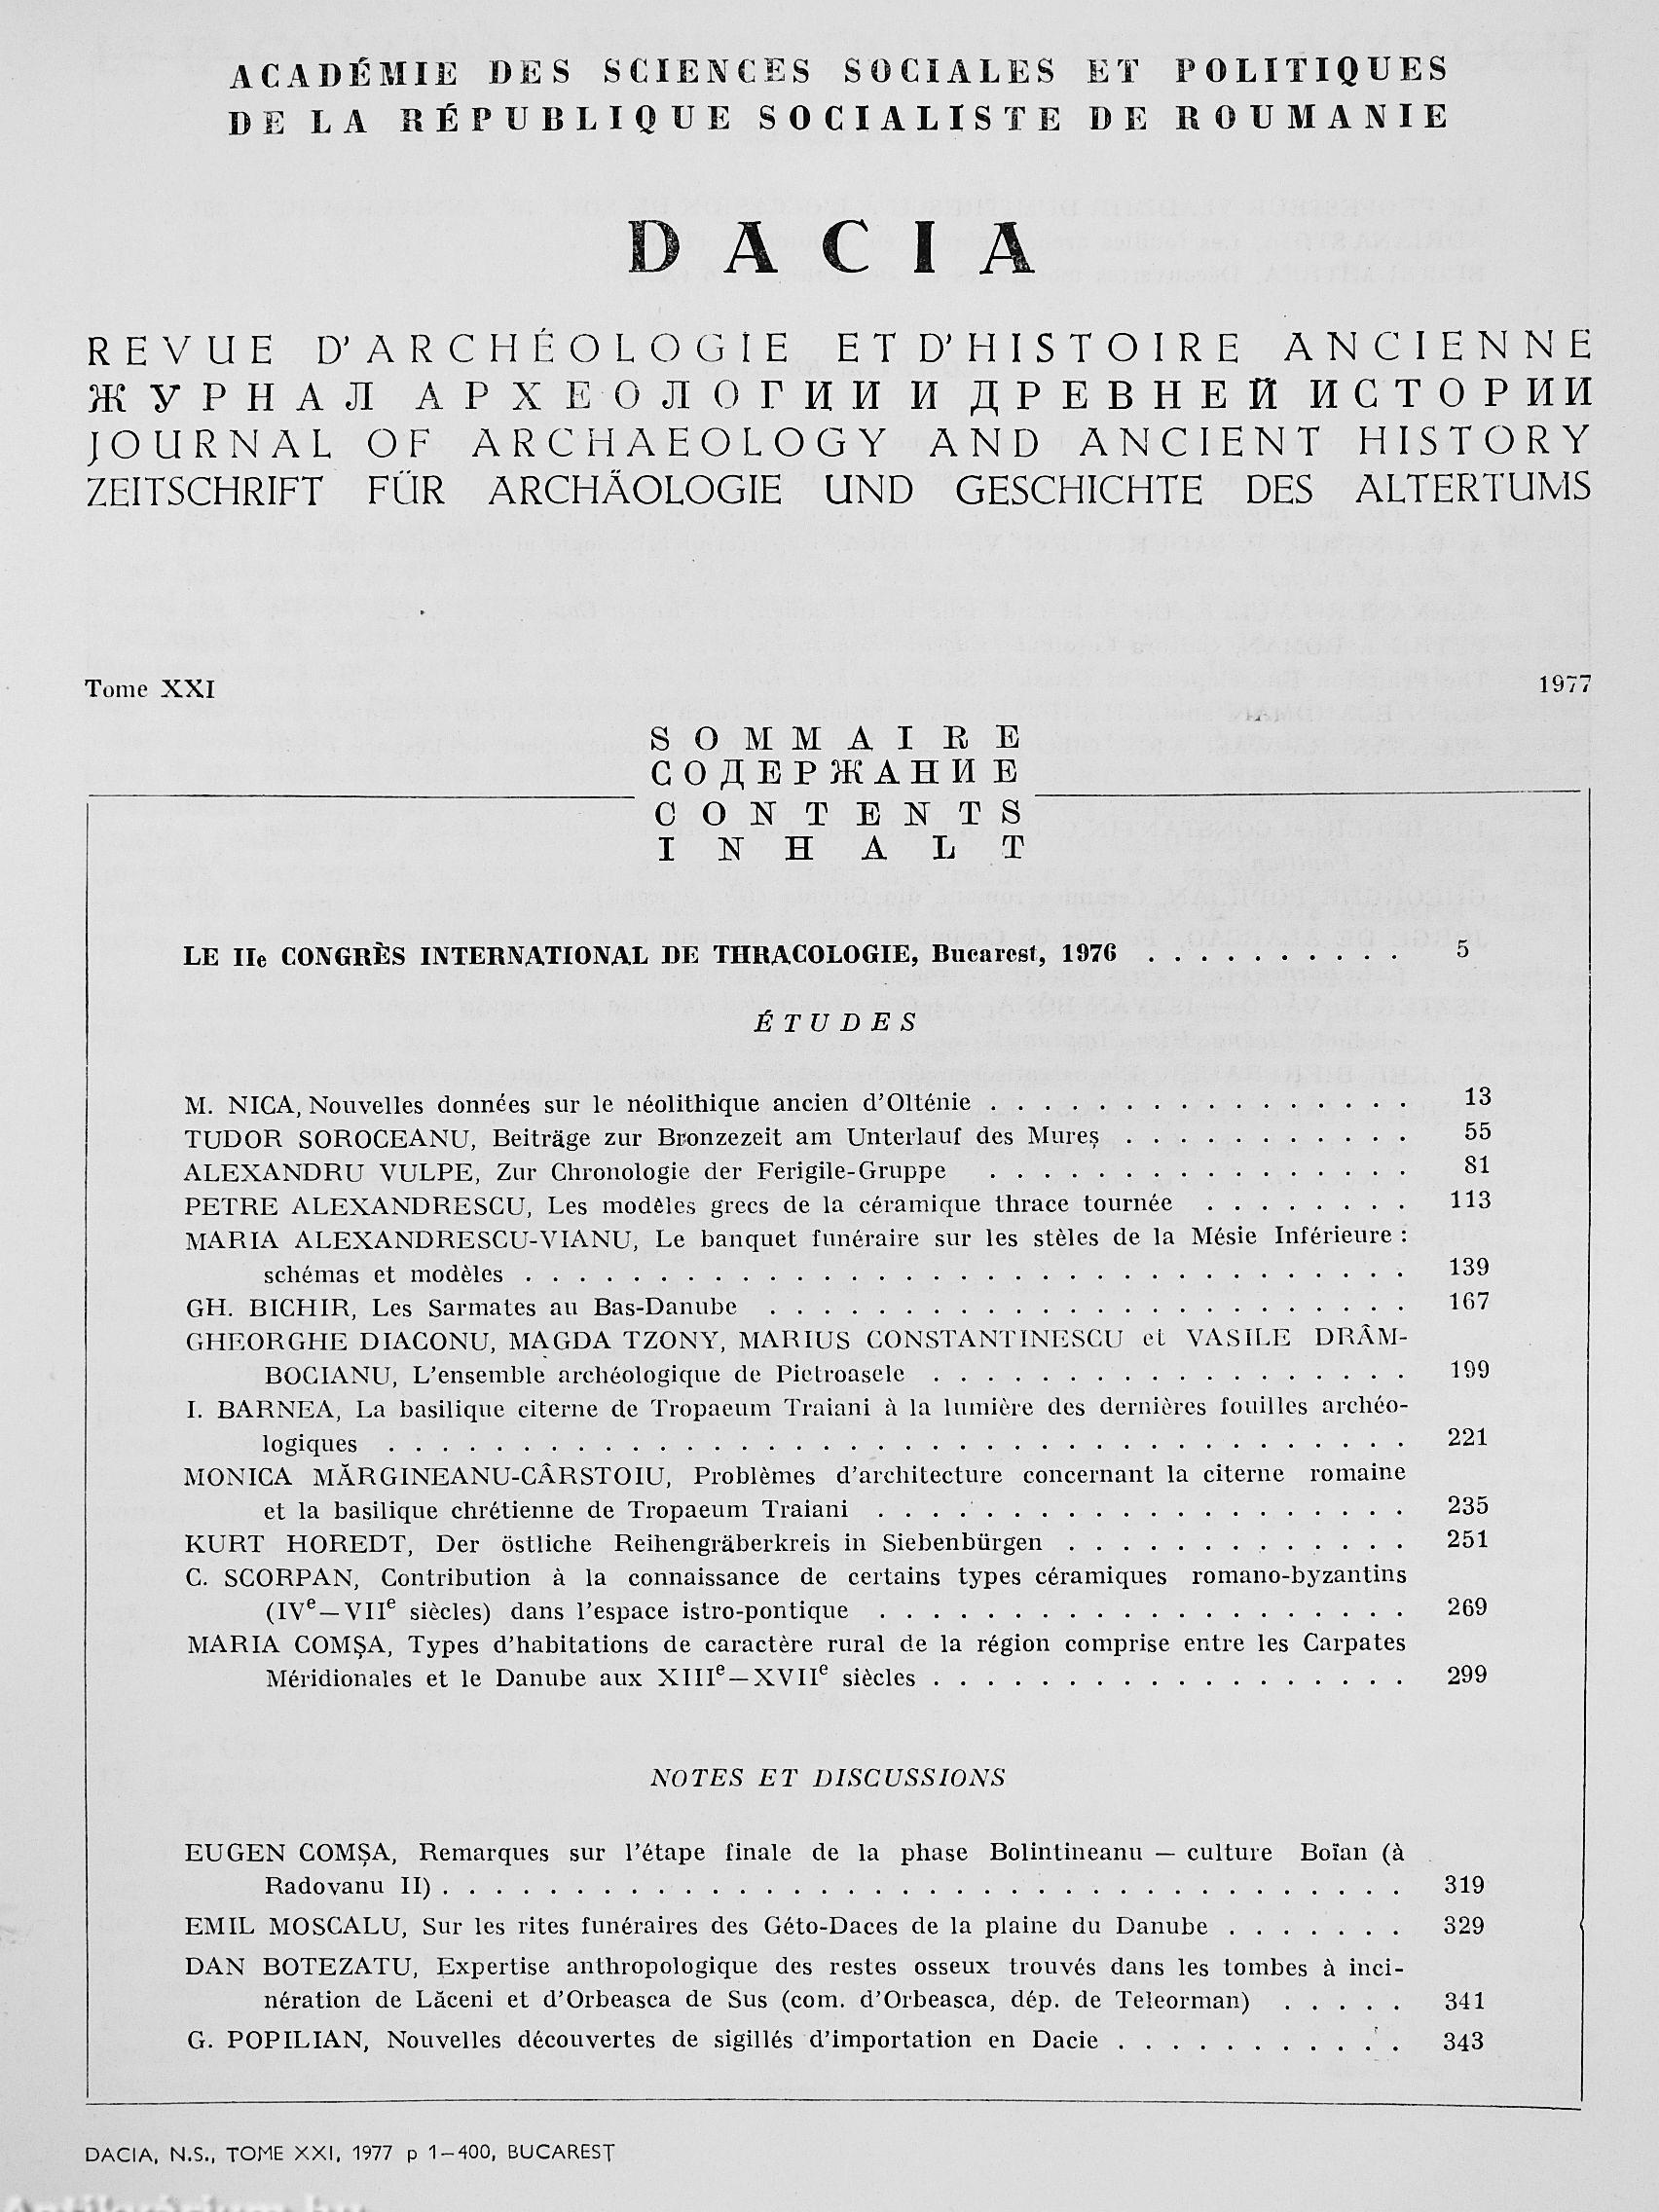 ACADÉMIE DES SCIENCES SOCIALES ET POLITIQUES
DE LA RÉPUBLIQUE SOCIALISTE DE ROUMANIE
DACIA
REVUE D'ARCHÉOLOGIE ET D'HISTOIRE ANCIENNE
ЖУРНАЛ АРХЕОЛОГИИ И ДРЕВНЕЙ ИСТОРИИ
JOURNAL OF ARCHAEOLOGY AND ANCIENT HISTORY
ZEITSCHRIFT FÜR ARCHÄOLOGIE UND GESCHICHTE DES ALTERTUMS
Tome XXI 1977
SOMMAIRE
СОДЕРЖАНИЕ
CONTENTS
INHALT
LE IIe CONGRÈS INTERNATIONAL DE THRACOLOGIE, Bucarest, 1976 . . . . . . . . . . 5
ÉTUDES
M. NICA, Nouvelles données sur le néolithique ancien d'Olténie . . . . . . . . . . . . . . . . 13
TUDOR SOROCEANU, Beiträge zur Bronzezeit am Unterlauf des Mureș . . . . . . . . . . . 55
ALEXANDRU VULPE, Zur Chronologie der Ferigile-Gruppe . . . . . . . . . . . . . . . . 81
PETRE ALEXANDRESCU, Les modèles grecs de la céramique thrace tournée . . . . . . . . 113
MARIA ALEXANDRESCU-VIANU, Le banquet funéraire sur les stèles de la Mésie Inférieure :
schémas et modèles . . . . . . . . . . . . . . . . . . . . . . . . . . . . . . . . . 139
GH. BICHIR, Les Sarmates au Bas-Danube . . . . . . . . . . . . . . . . . . . . . . . . 167
GHEORGHE DIACONU, MAGDA TZONY, MARIUS CONSTANTINESCU et VASILE DRÂM-
BOCIANU, L'ensemble archéologique de Pietroasele . . . . . . . . . . . . . . . . . . 199
I. BARNEA, La basilique citerne de Tropaeum Traiani à la lumière des dernières fouilles archéo-
logiques . . . . . . . . . . . . . . . . . . . . . . . . . . . . . . . . . . . . . . 221
MONICA MĂRGINEANU-CÂRSTOIU, Problèmes d'architecture concernant la citerne romaine
et la basilique chrétienne de Tropaeum Traiani . . . . . . . . . . . . . . . . . . . . 235
KURT HOREDT, Der östliche Reihengräberkreis in Siebenbürgen . . . . . . . . . . . . . 251
C. SCORPAN, Contribution à la connaissance de certains types céramiques romano-byzantins
(IVe—VIIe siècles) dans l'espace istro-pontique . . . . . . . . . . . . . . . . . . . . 269
MARIA COMȘA, Types d'habitations de caractère rural de la région comprise entre les Carpates
Méridionales et le Danube aux XIIIe—XVIIe siècles . . . . . . . . . . . . . . . . . . 299
NOTES ET DISCUSSIONS
EUGEN COMȘA, Remarques sur l'étape finale de la phase Bolintineanu — culture Boïan (à
Radovanu II) . . . . . . . . . . . . . . . . . . . . . . . . . . . . . . . . . . . . 319
EMIL MOSCALU, Sur les rites funéraires des Géto-Daces de la plaine du Danube . . . . . . . 329
DAN BOTEZATU, Expertise anthropologique des restes osseux trouvés dans les tombes à inci-
nération de Lăceni et d'Orbeasca de Sus (com. d'Orbeasca, dép. de Teleorman) . . . . . 341
G. POPILIAN, Nouvelles découvertes de sigillés d'importation en Dacie . . . . . . . . . . . 343
DACIA, N.S., TOME XXI, 1977 p 1—400, BUCAREST